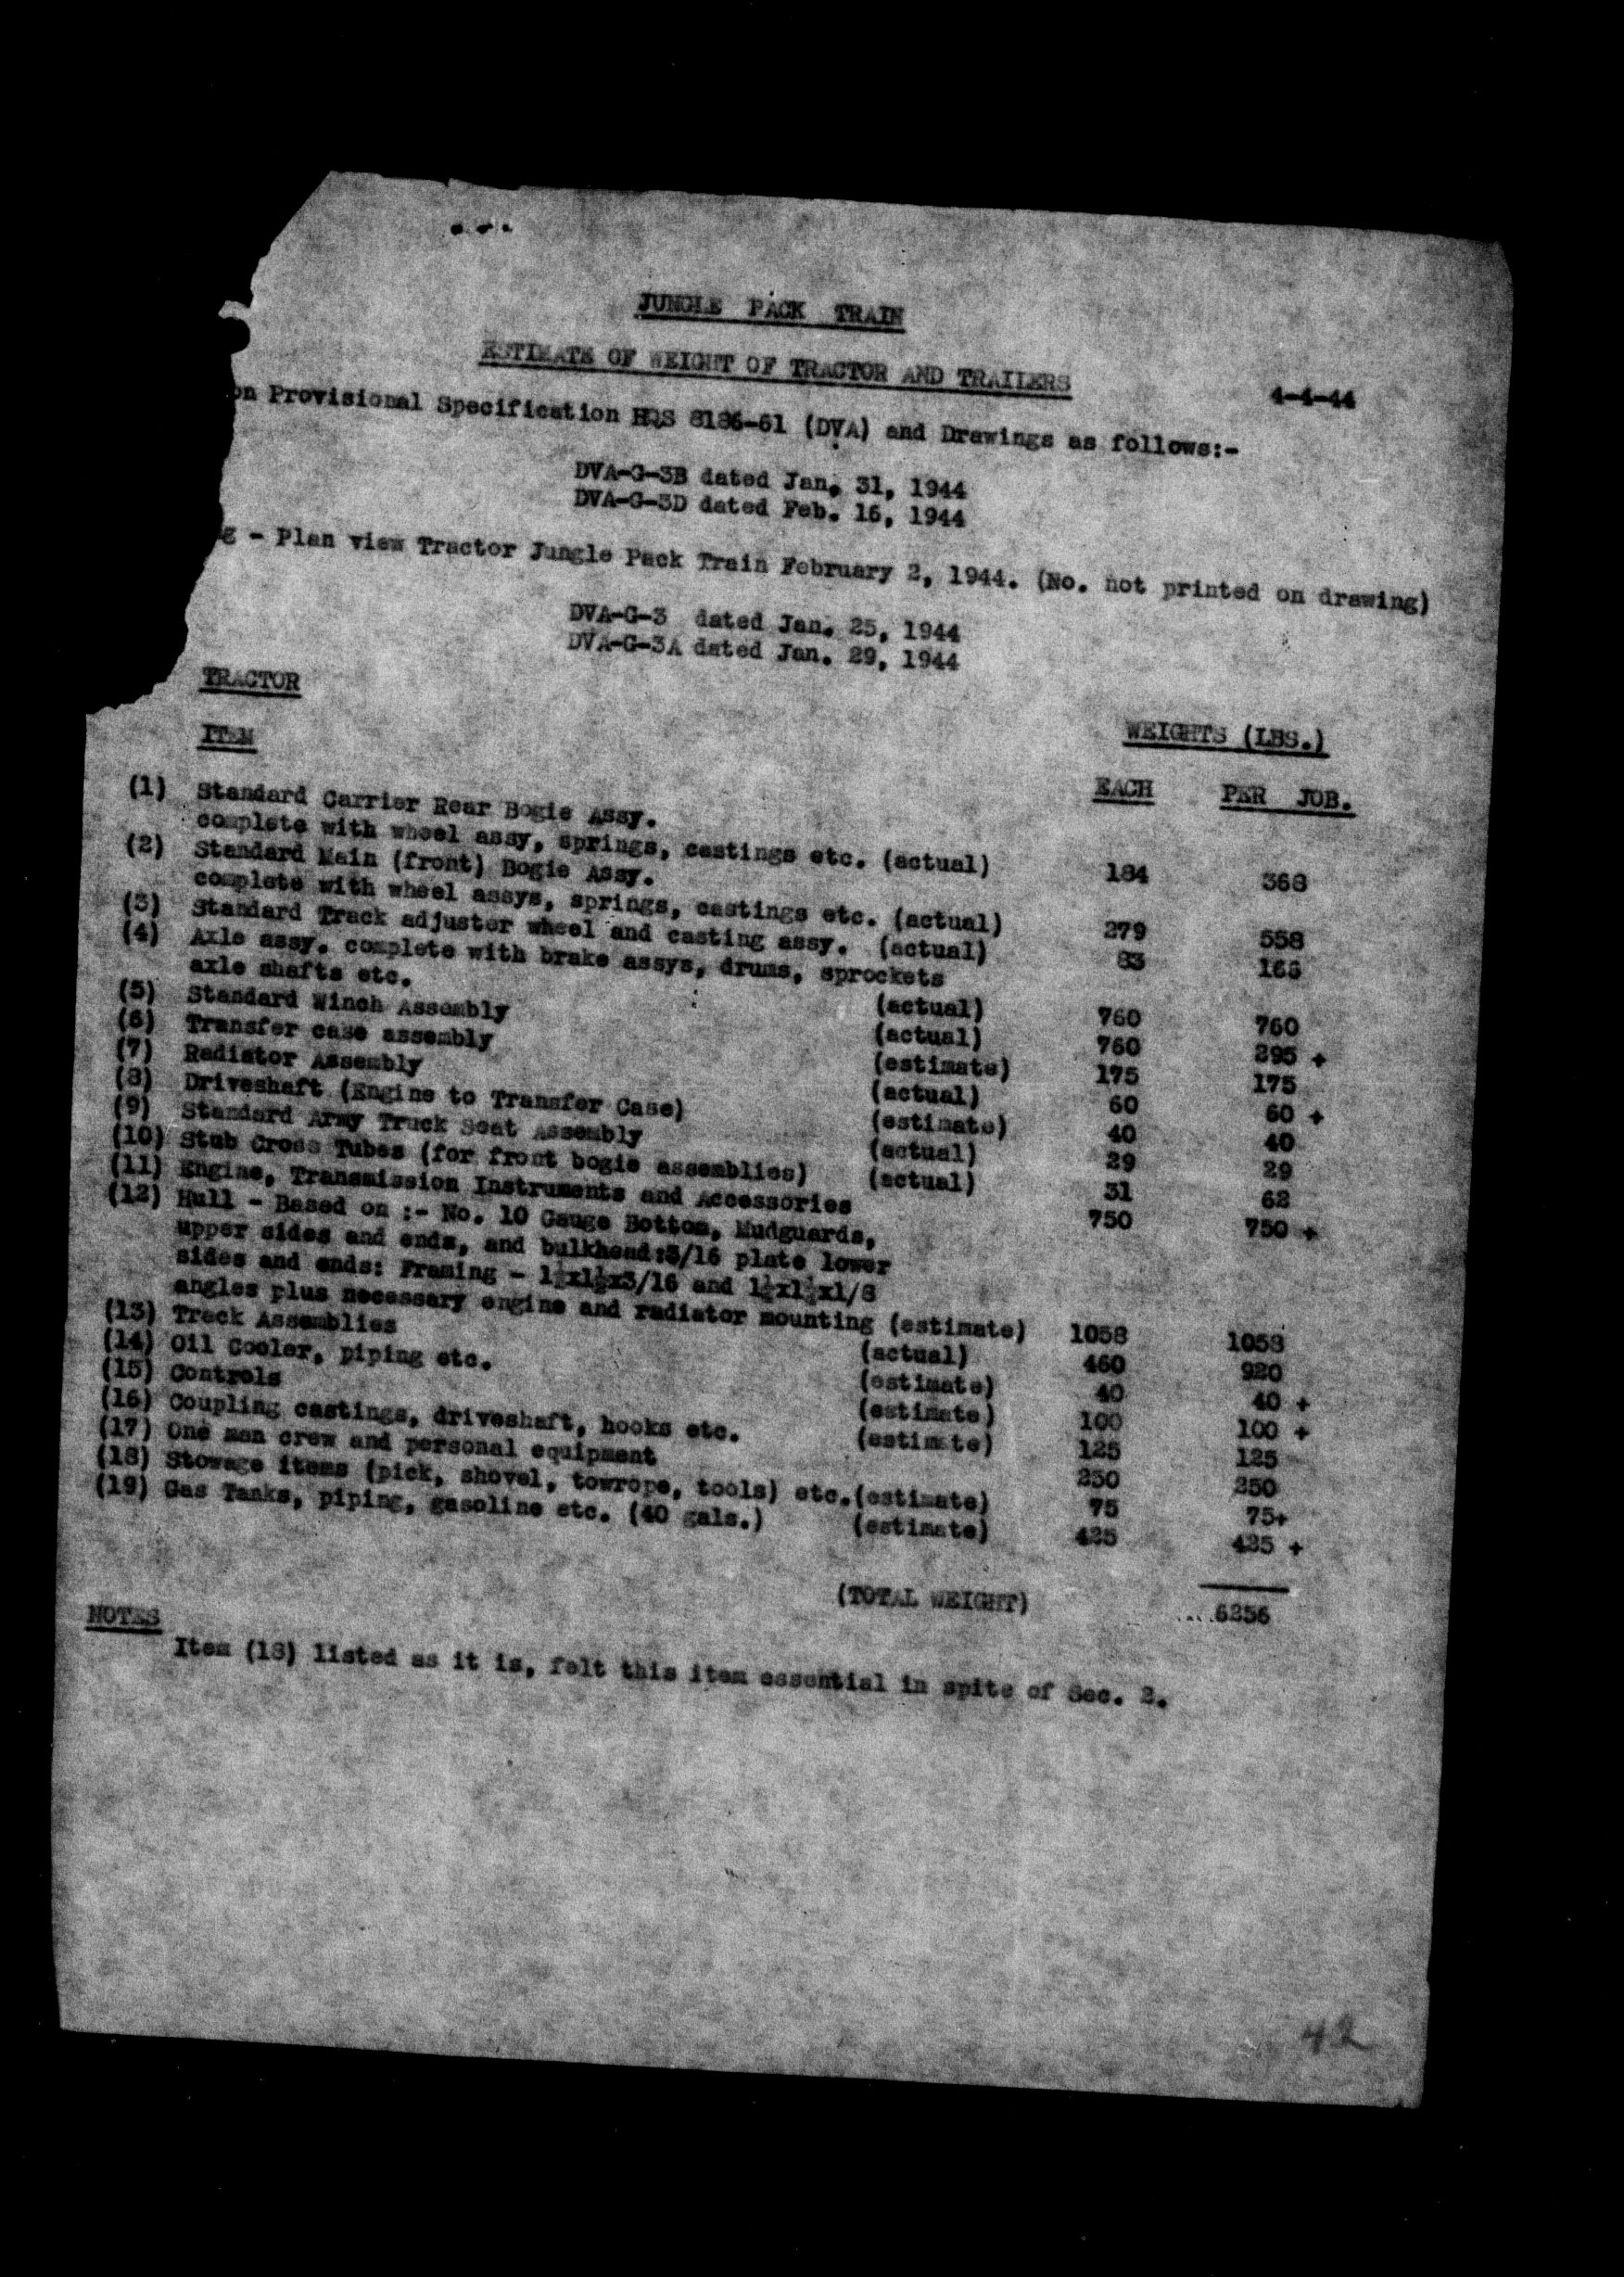 JUNGLE PACK TRAIN
ESTIMATE OF WEIGHT OF TRACTOR AND TRAILERS
4-4-44
on Provisional Specification HQS 8186-61 (DVA) and Drawings as follows:-
DVA-G-3B dated Jan. 31, 1944
DVA-G-3D dated Feb. 16, 1944
g - Plan view Tractor Jungle Pack Train February 2, 1944. (No. not printed on drawing)
DVA-G-3 dated Jan. 25, 1944
DVA-G-3A dated Jan. 29, 1944
TRACTOR
ITEM WEIGHTS (LBS.)
EACH PER JOB.
(1) Standard Carrier Rear Bogie Assy.
complete with wheel assy, springs, castings etc. (actual) 184 368
(2) Standard Main (front) Bogie Assy.
complete with wheel assys, springs, castings etc. (actual) 279 558
(3) Standard Track adjuster wheel and casting assy. (actual) 83 166
(4) Axle assy. complete with brake assys, drums, sprockets
axle shafts etc. (actual) 760 760
(5) Standard Winch Assembly (actual) 760 295 +
(6) Transfer case assembly (estimate) 175 175
(7) Radiator Assembly (actual) 60 60 +
(8) Driveshaft (Engine to Transfer Case) (estimate) 40 40
(9) Standard Army Truck Seat Assembly (actual) 29 29
(10) Stub Cross Tubes (for front bogie assemblies) (actual) 31 62
(11) Engine, Transmission Instruments and Accessories 750 750 +
(12) Hull - Based on :- No. 10 Gauge Bottom, Mudguards,
upper sides and ends, and bulkhead:3/16 plate lower
sides and ends: Framing - 1½x1½x3/16 and 1½x1½x1/8
angles plus necessary engine and radiator mounting (estimate) 1058 1058
(13) Track Assemblies (actual) 460 920
(14) Oil Cooler, piping etc. (estimate) 40 40 +
(15) Controls (estimate) 100 100 +
(16) Coupling castings, driveshaft, hooks etc. (estimate) 125 125
(17) One man crew and personal equipment 250 250
(18) Stowage items (pick, shovel, towrope, tools) etc.(estimate) 75 75+
(19) Gas Tanks, piping, gasoline etc. (40 gals.) (estimate) 425 425 +
(TOTAL WEIGHT) ....6256
NOTES
Item (18) listed as it is, felt this item essential in spite of Sec. 2.
42